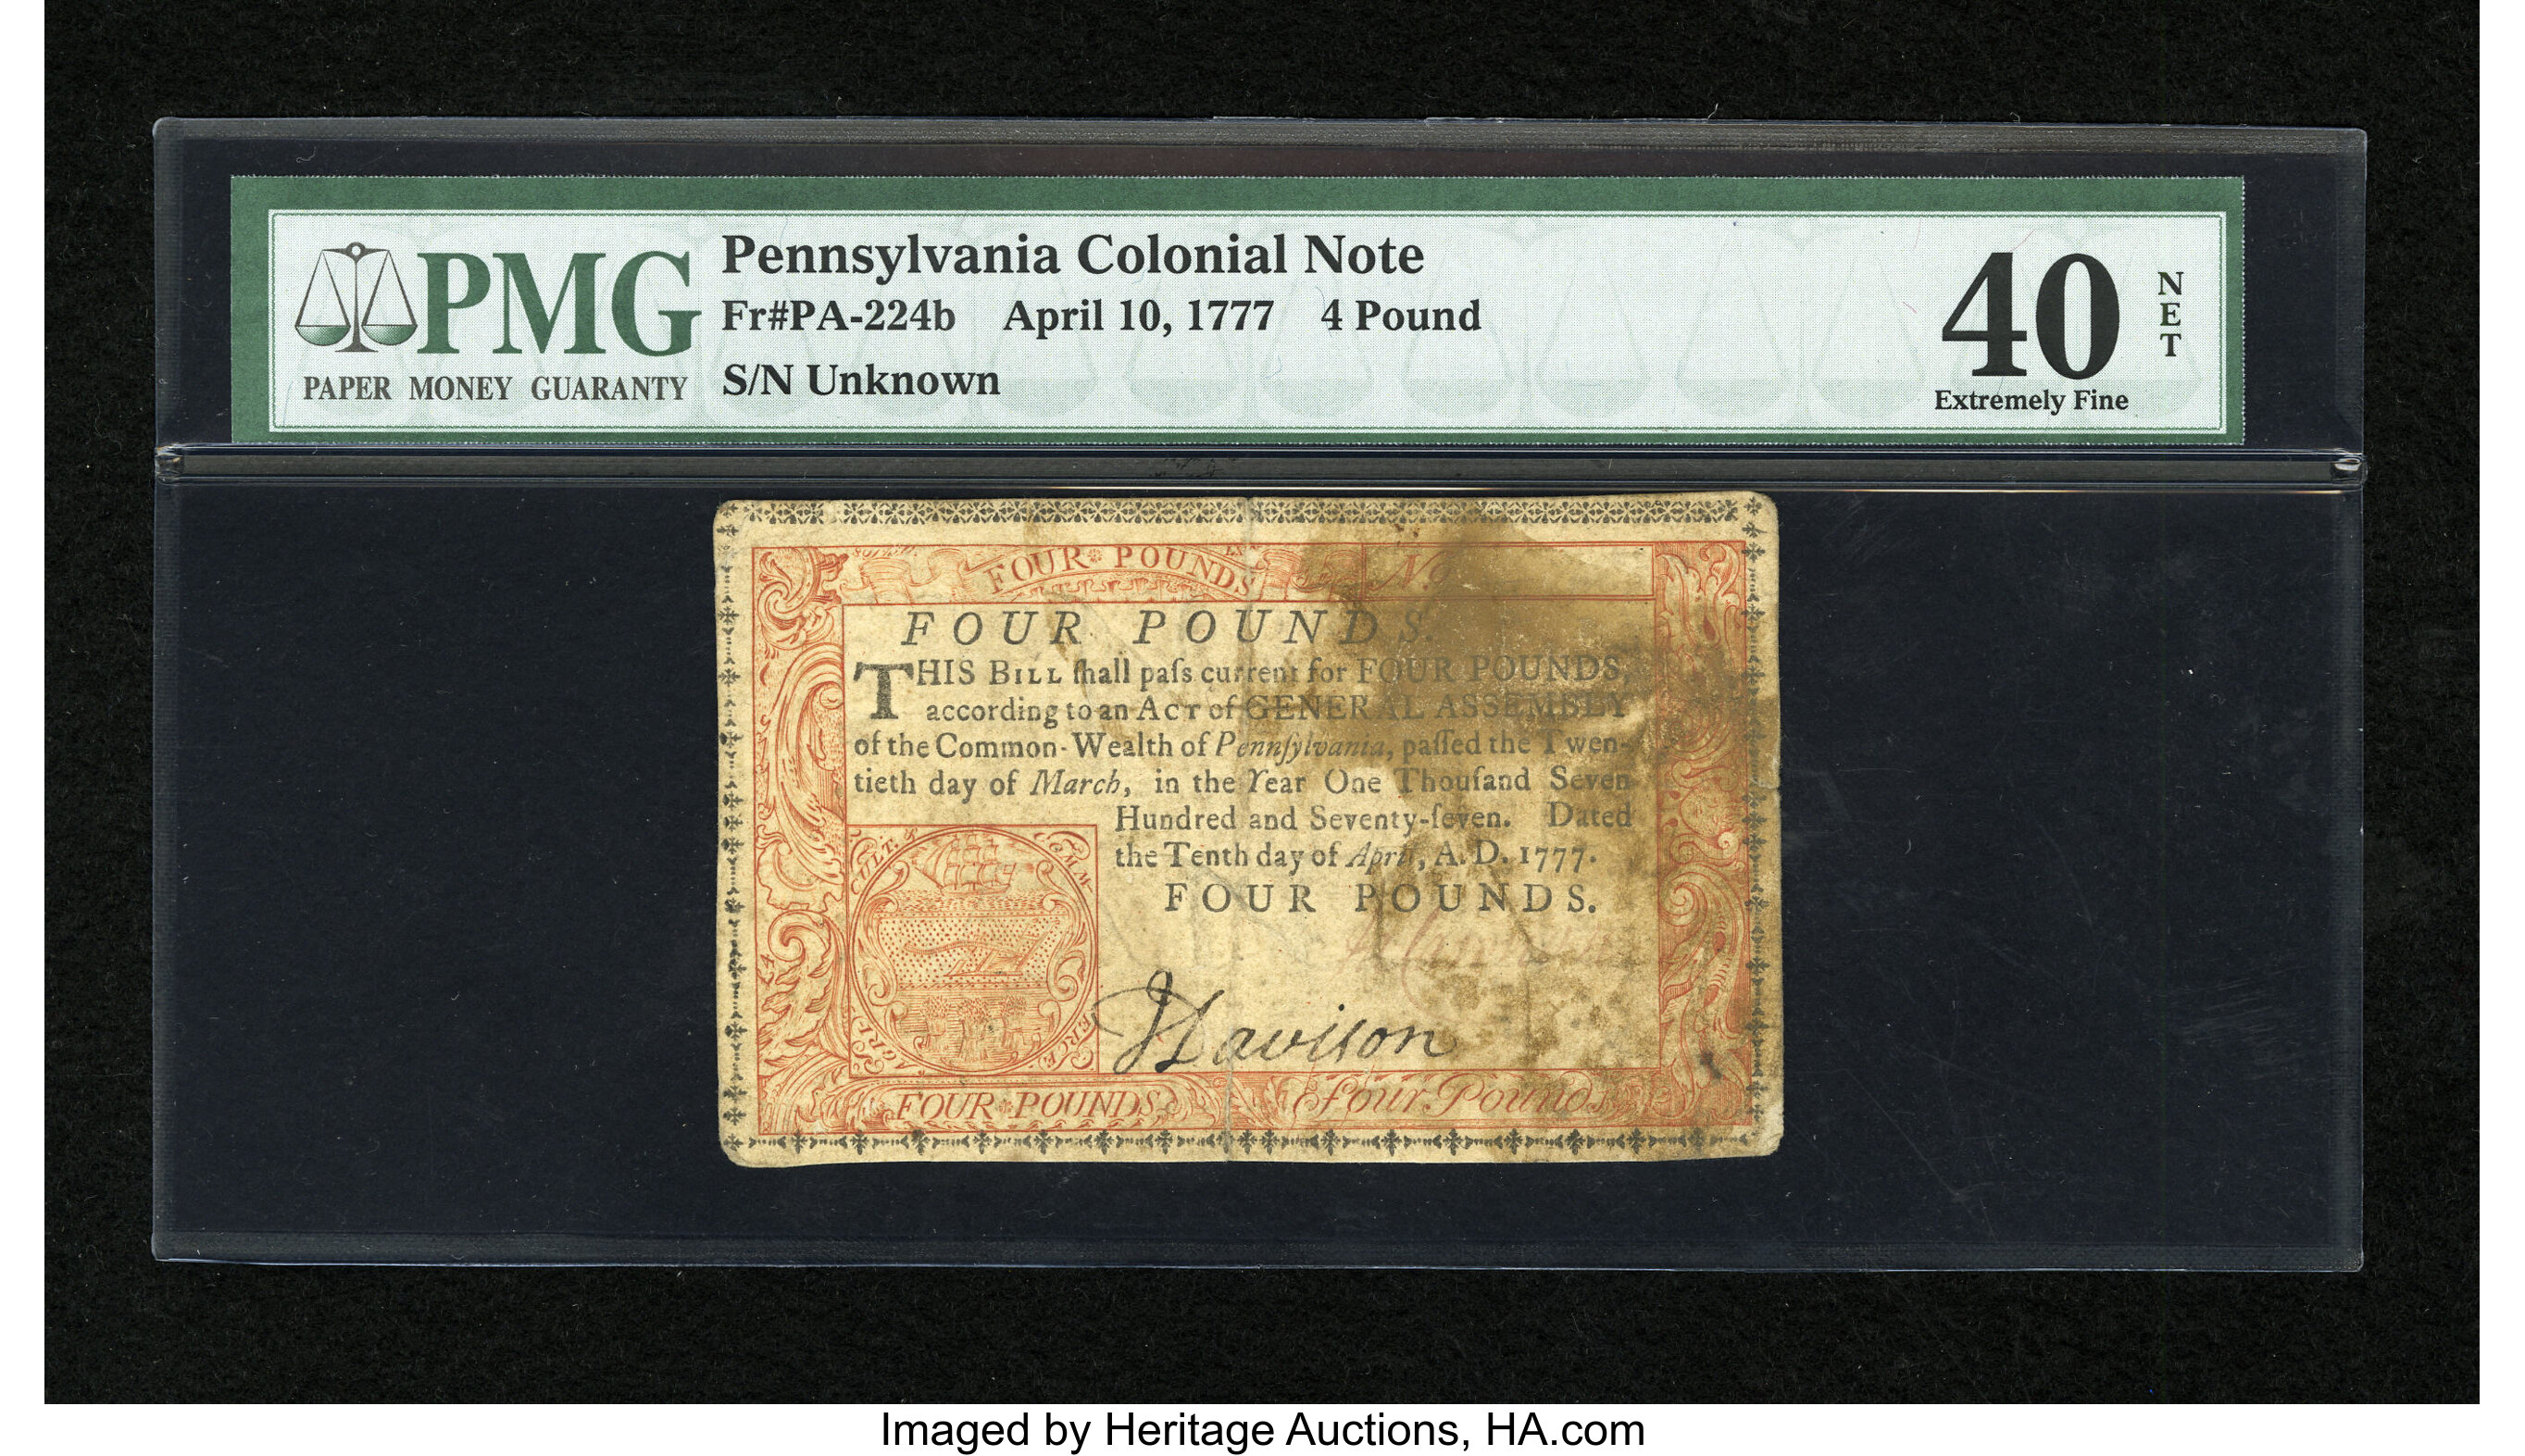 PMG
PAPER MONEY GUARANTY
Pennsylvania Colonial Note
Fr#PA-224b April 10, 1777 4 Pound
S/N Unknown
40
NET
Extremely Fine
FOUR POUNDS
No
FOUR POUNDS.
THIS BILL ſhall paſs current for FOUR POUNDS,
according to an ACT of GENERAL ASSEMBLY
of the Common-Wealth of Pennſylvania, paſſed the Twen-
tieth day of March, in the Year One Thouſand Seven
Hundred and Seventy-ſeven. Dated
the Tenth day of April, A. D. 1777.
FOUR POUNDS.
J Davison
FOUR POUNDS
Four Pounds
Imaged by Heritage Auctions, HA.com